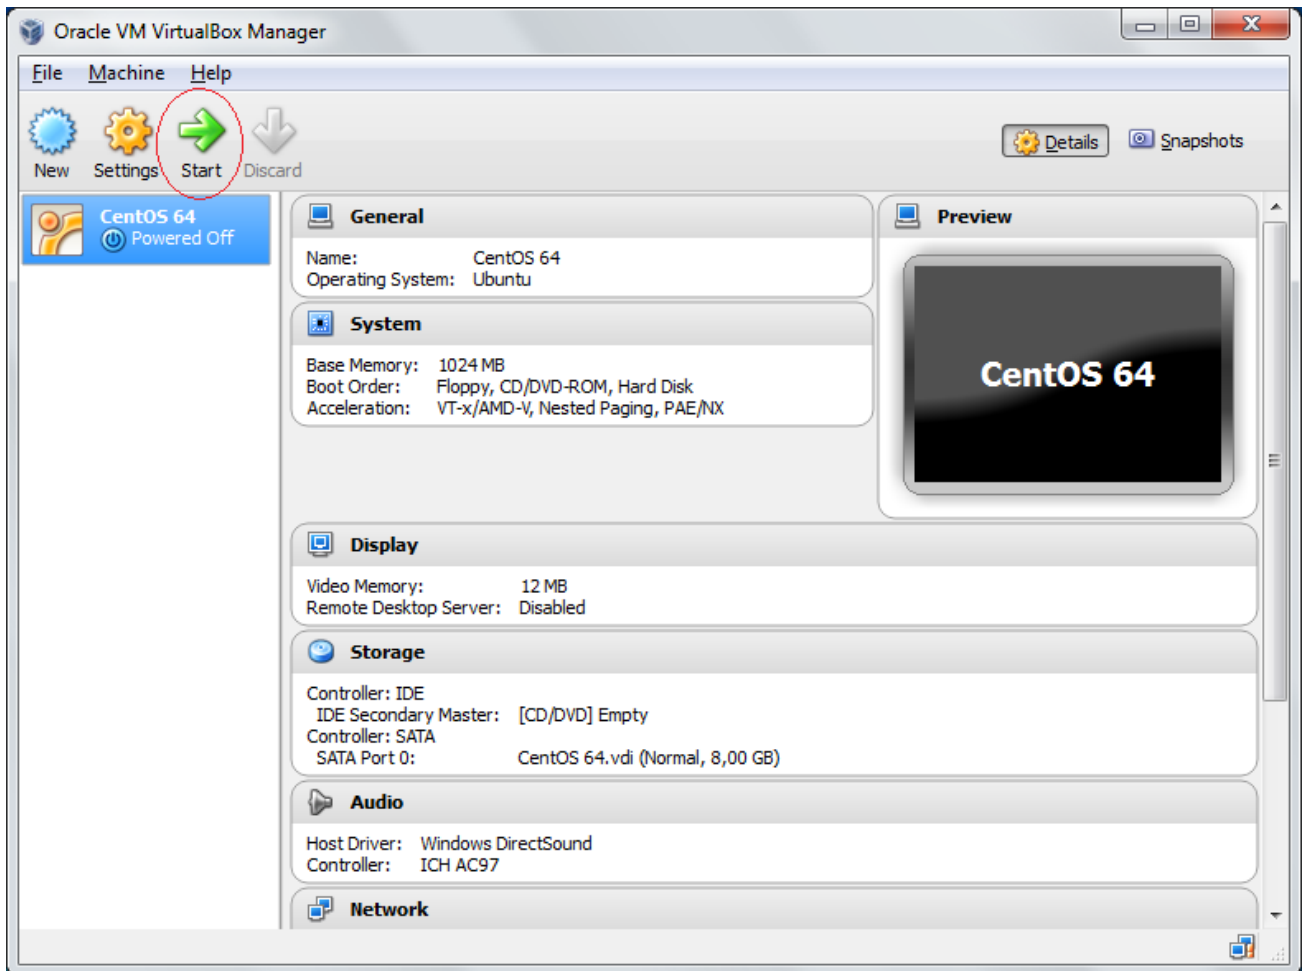 Oracle VM VirtualBox Manager
File Machine Help
New Settings Start Discard
Details Snapshots
CentOS 64
Powered Off
General
Name: CentOS 64
Operating System: Ubuntu
System
Base Memory: 1024 MB
Boot Order: Floppy, CD/DVD-ROM, Hard Disk
Acceleration: VT-x/AMD-V, Nested Paging, PAE/NX
Preview
CentOS 64
Display
Video Memory: 12 MB
Remote Desktop Server: Disabled
Storage
Controller: IDE
IDE Secondary Master: [CD/DVD] Empty
Controller: SATA
SATA Port 0: CentOS 64.vdi (Normal, 8,00 GB)
Audio
Host Driver: Windows DirectSound
Controller: ICH AC97
Network